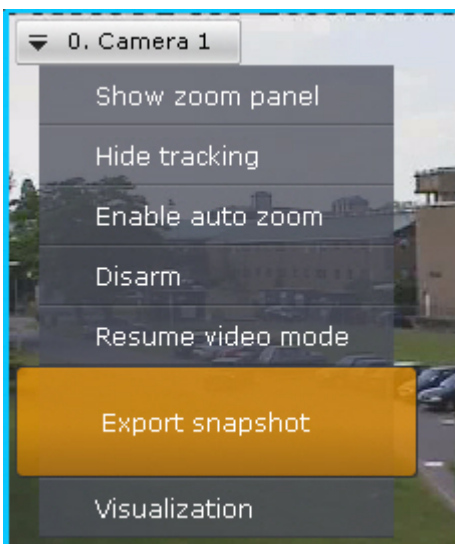 0. Camera 1
Show zoom panel
Hide tracking
Enable auto zoom
Disarm
Resume video mode
Export snapshot
Visualization